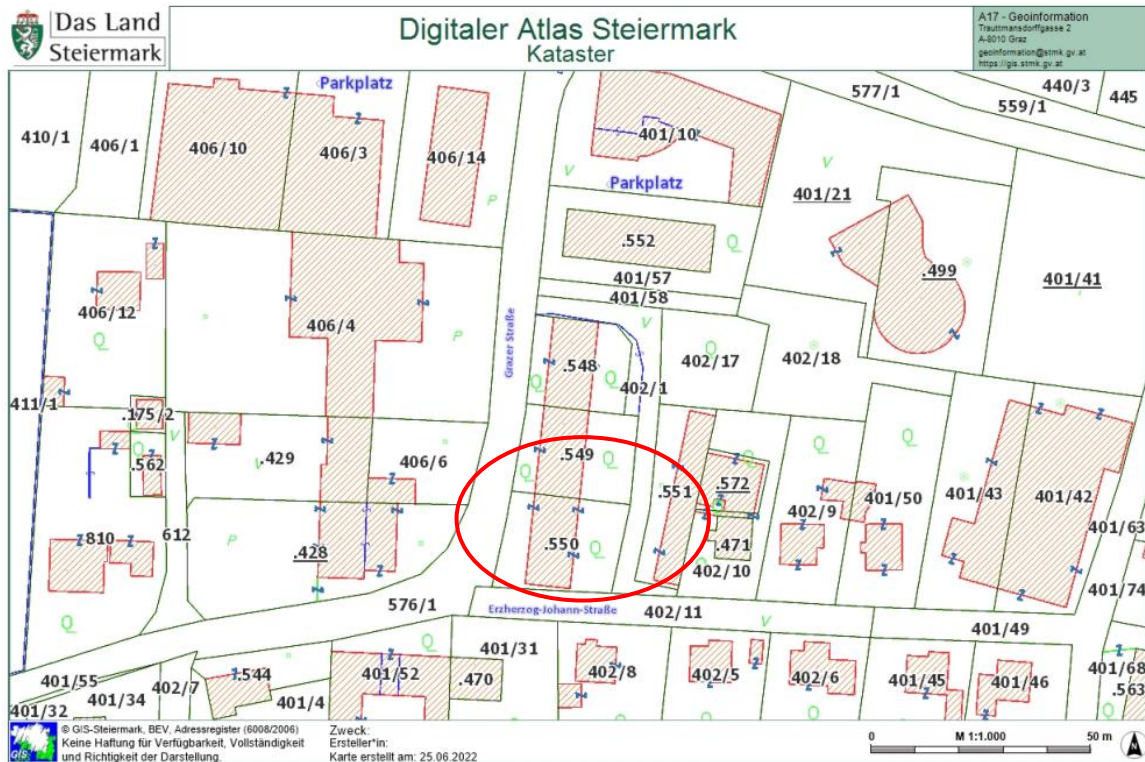 Das Land
Steiermark
Digitaler Atlas Steiermark
Kataster
A17 - Geoinformation
Trauttmansdorffgasse 2
A-8010 Graz
geoinformation@stmk.gv.at
https://gis.stmk.gv.at
Parkplatz
577/1
440/3
445
559/1
410/1
406/1
406/10
406/3
406/14
401/10
V
V
Parkplatz
401/21
P
.552
Q
.499
401/57
401/41
401/58
406/12
406/4
Grazer Straße
V
Q
P
.548
402/17
Q
402/18
Q
Q
402/1
411/1
.175/2
.562
Q
V
.429
V
406/6
Q
.549
Q
.551
.572
Q
Q
Q
402/9
401/50
401/43
401/42
401/63
810
612
P
.428
.550
Q
.471
402/10
401/74
Q
576/1
Erzherzog-Johann-Straße
402/11
V
401/49
401/55
401/34
401/32
402/7
.544
401/4
401/52
Q
401/31
.470
402/8
Q
402/5
402/6
Q
401/45
401/46
401/68
.563
GIS
© GIS-Steiermark, BEV, Adressregister (6008/2006)
Keine Haftung für Verfügbarkeit, Vollständigkeit
und Richtigkeit der Darstellung.
Zweck:
Ersteller*in:
Karte erstellt am: 25.06.2022
0
M 1:1.000
50 m